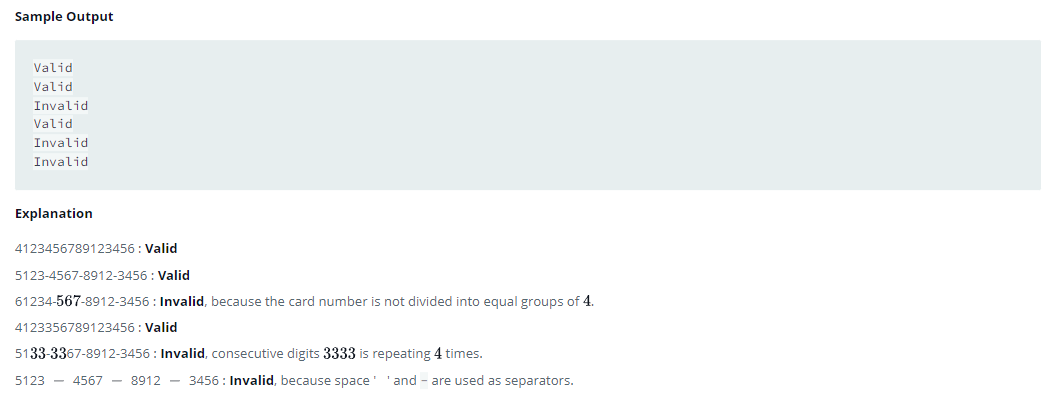 Sample Output
Valid
Valid
Invalid
Valid
Invalid
Invalid
Explanation
4123456789123456 : Valid
5123-4567-8912-3456 : Valid
61234-567-8912-3456 : Invalid, because the card number is not divided into equal groups of 4.
4123356789123456 : Valid
5133-3367-8912-3456 : Invalid, consecutive digits 3333 is repeating 4 times.
5123 − 4567 − 8912 − 3456 : Invalid, because space ' ' and - are used as separators.